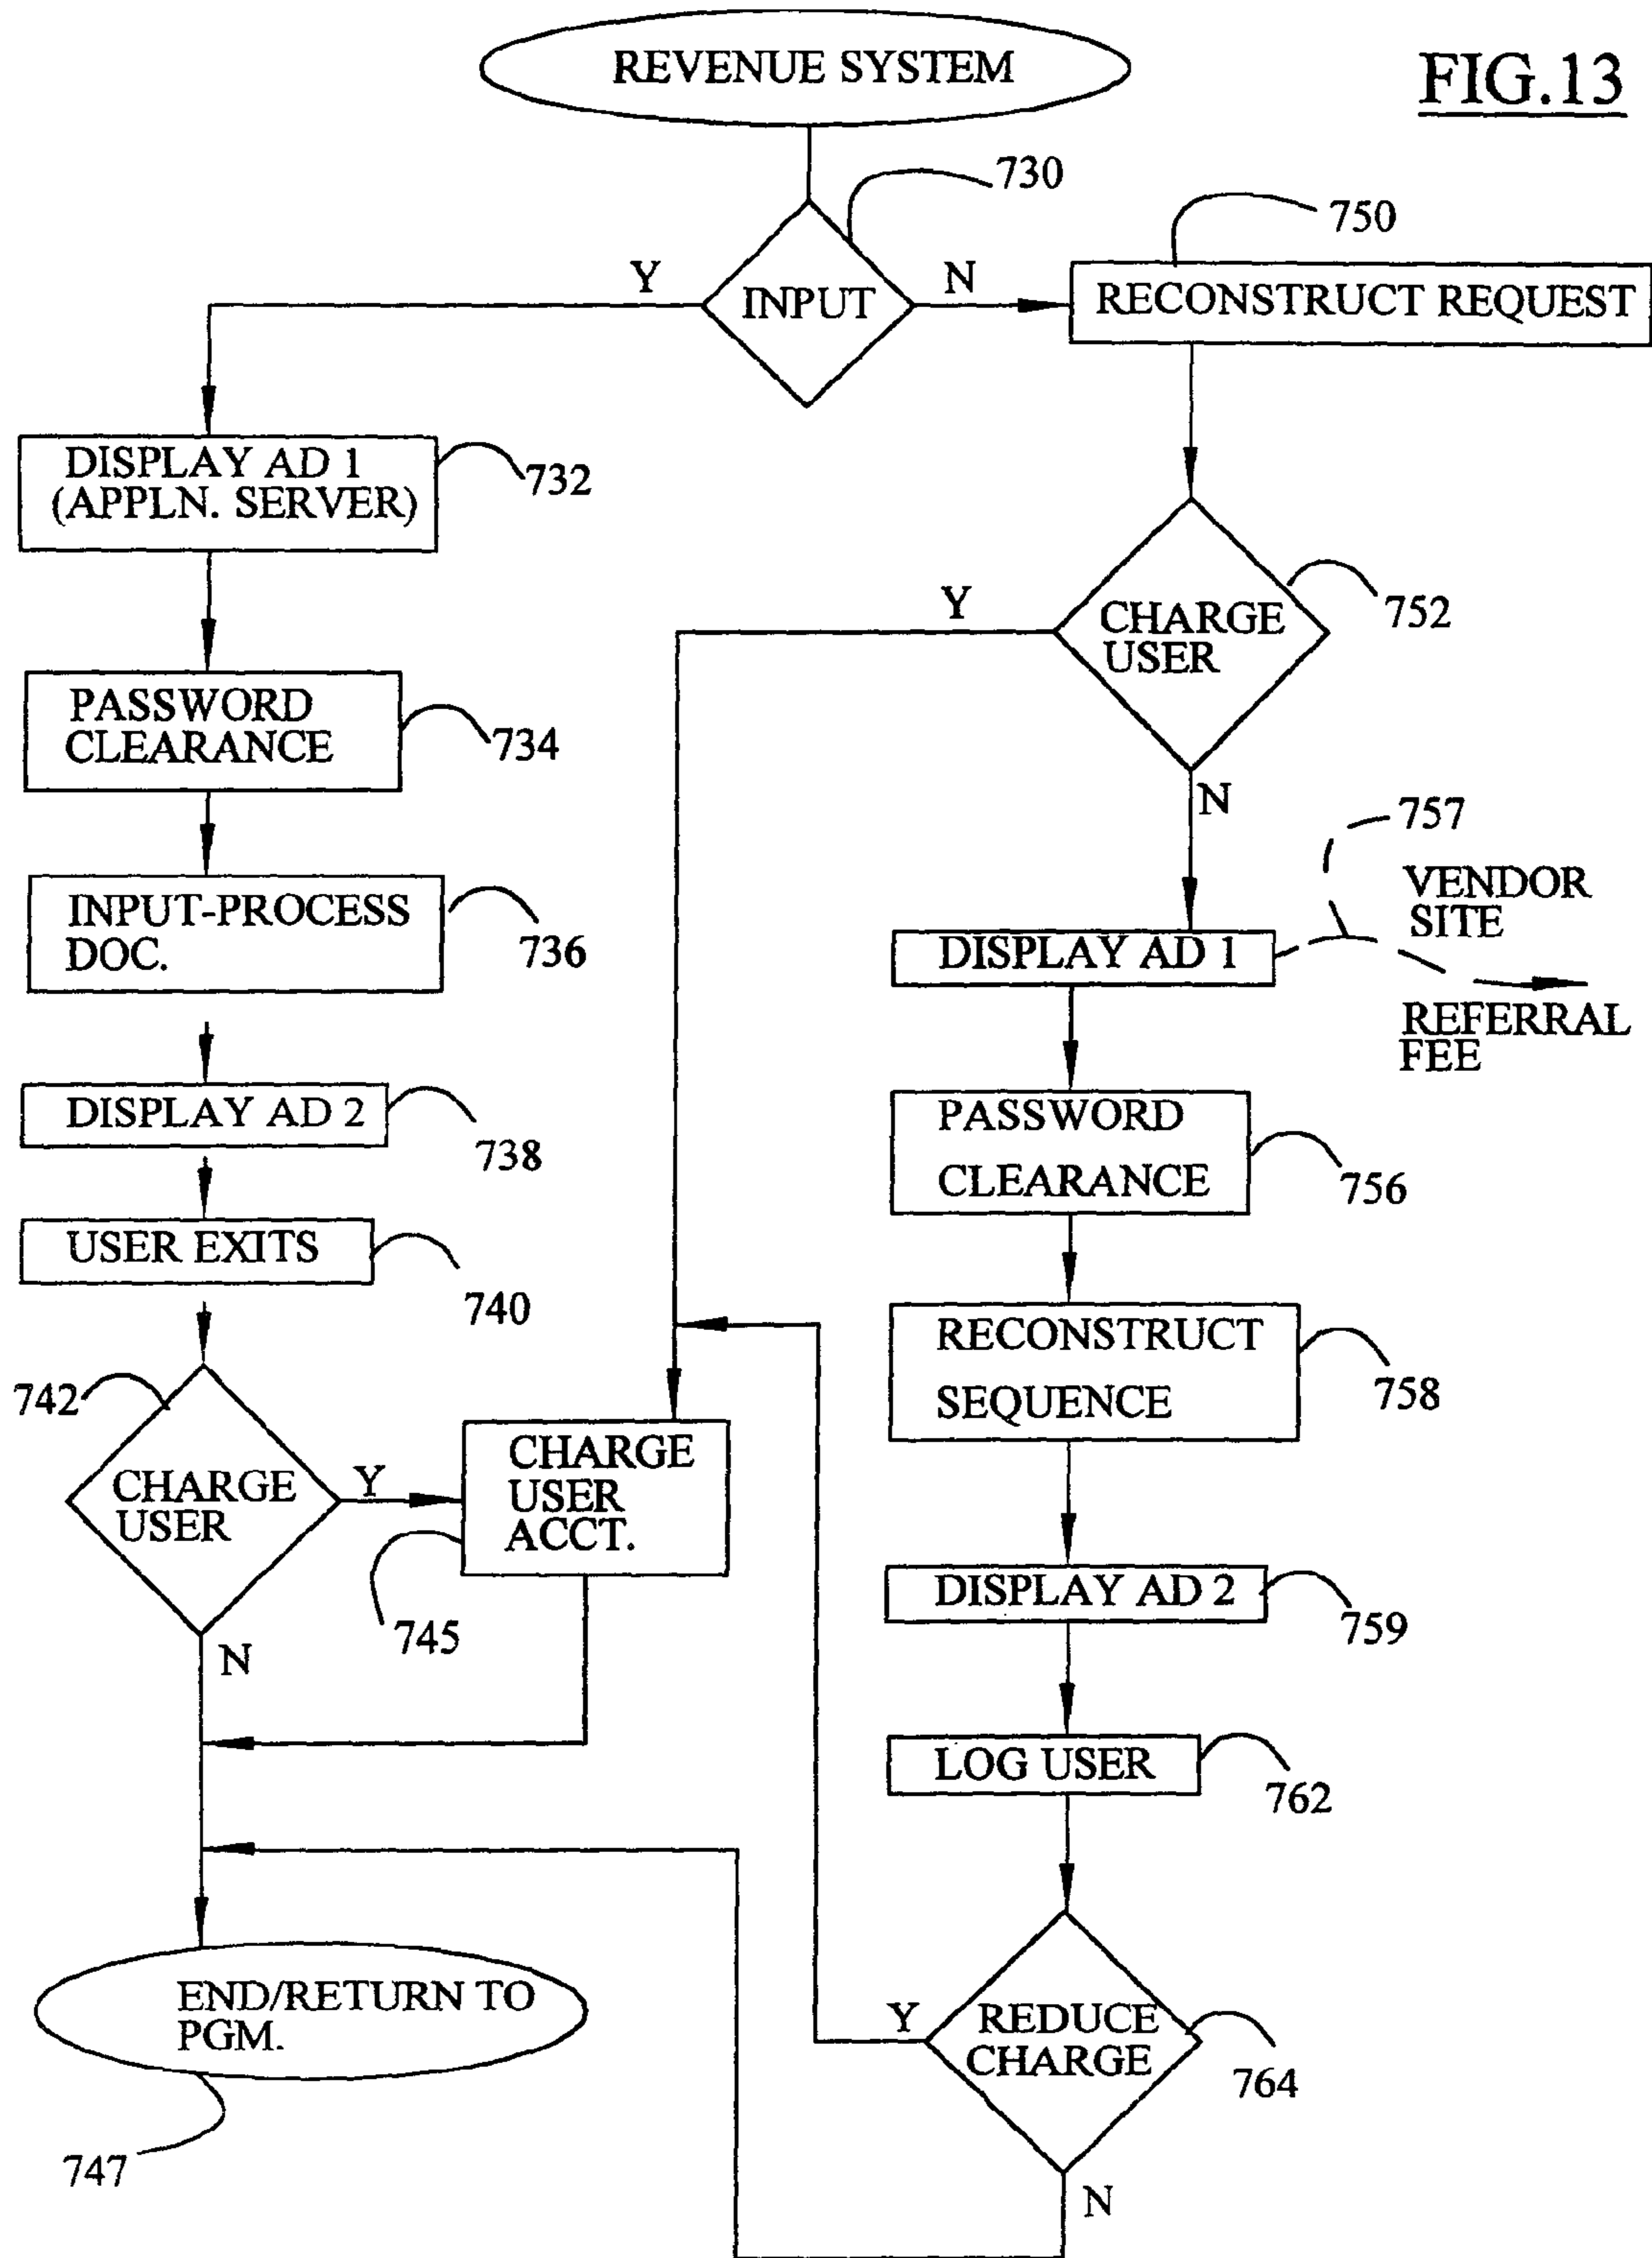 REVENUE SYSTEM
FIG.13
730
750
Y
INPUT
N
RECONSTRUCT REQUEST
DISPLAY AD 1
(APPLN. SERVER)
732
Y
CHARGE
USER
752
PASSWORD
CLEARANCE
734
N
757
VENDOR
SITE
INPUT-PROCESS
DOC.
736
DISPLAY AD 1
REFERRAL
FEE
DISPLAY AD 2
738
PASSWORD
CLEARANCE
756
USER EXITS
740
RECONSTRUCT
SEQUENCE
758
742
CHARGE
USER
Y
CHARGE
USER
ACCT.
745
N
DISPLAY AD 2
759
LOG USER
762
END/RETURN TO
PGM.
747
Y
REDUCE
CHARGE
764
N